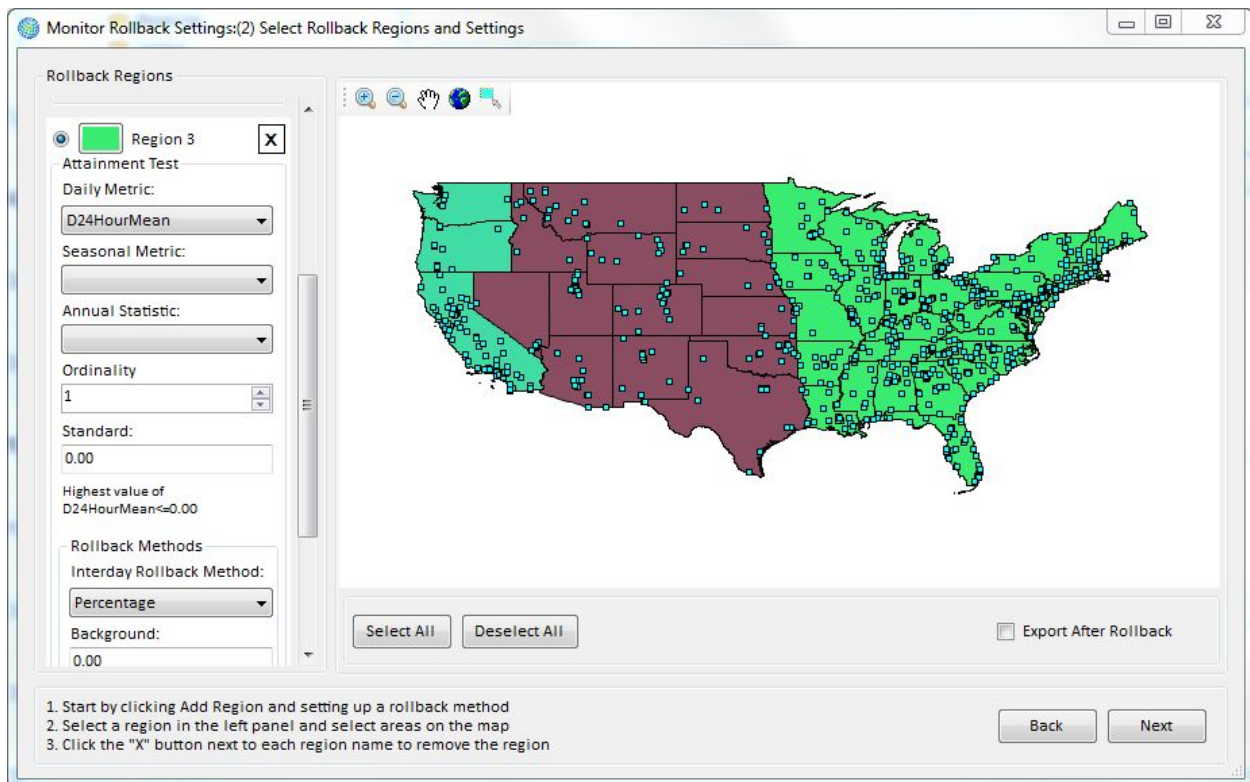 Monitor Rollback Settings:(2) Select Rollback Regions and Settings
Rollback Regions
Region 3
X
Attainment Test
Daily Metric:
D24HourMean
Seasonal Metric:
Annual Statistic:
Ordinality
1
Standard:
0.00
Highest value of
D24HourMean<=0.00
Rollback Methods
Interday Rollback Method:
Percentage
Background:
0.00
Select All
Deselect All
Export After Rollback
1. Start by clicking Add Region and setting up a rollback method
2. Select a region in the left panel and select areas on the map
3. Click the "X" button next to each region name to remove the region
Back
Next